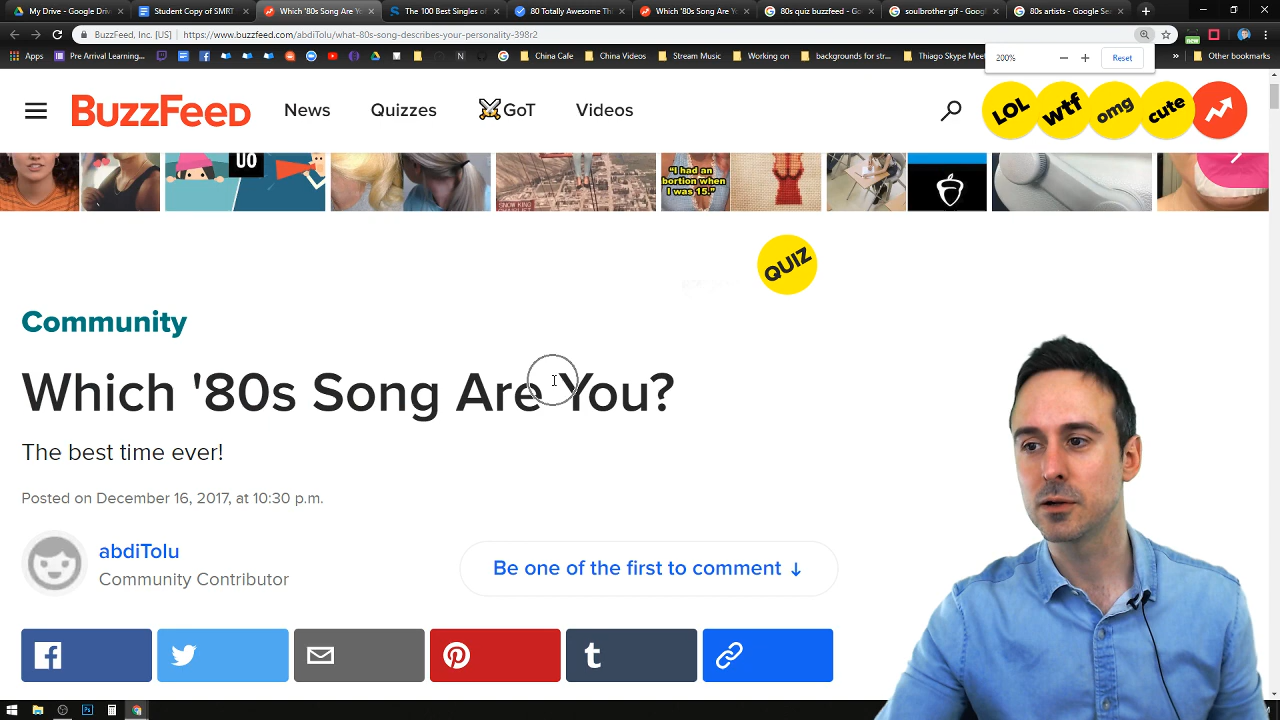 My Drive - Google Dri
Student Copy of SMRT
Which '80s Song Are Yo
The 100 Best Singles of
80 Totally Awesome Thi
Which '80s Song Are Yo
80s quiz buzzfeed - Go
soulbrother gif - Google
80s artists - Google Se
BuzzFeed, Inc. [US] | https://www.buzzfeed.com/abdiTolu/what-80s-song-describes-your-personality-398r2
Apps
Pre Arrival Learning...
China Cafe
China Videos
Stream Music
Working on
backgrounds for str...
Thiago Skype Mee
Other bookmarks
200%
Reset
BuzzFeed
News
Quizzes
GoT
Videos
LOL
wtf
omg
cute
UO
SNOW KING
"I had an
bortion when
I was 15."
QUIZ
Community
Which '80s Song Are You?
The best time ever!
Posted on December 16, 2017, at 10:30 p.m.
abdiTolu
Community Contributor
Be one of the first to comment ↓